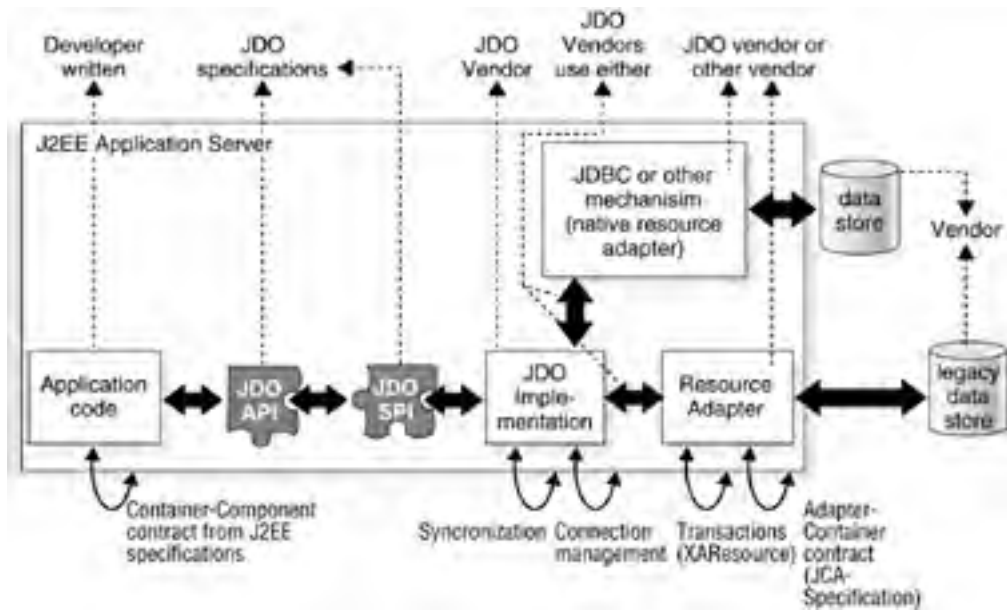 Developer
written
JDO
specifications
JDO
Vendor
JDO
Vendors
use either
JDO vendor or
other vendor
J2EE Application Server
JDBC or other
mechanisim
(native resource
adapter)
data
store
Vendor
Application
code
JDO
API
JDO
SPI
JDO
Imple-
mentation
Resource
Adapter
legacy
data
store
Container-Component
contract from J2EE
specifications
Syncronization
Connection
management
Transactions
(XAResource)
Adapter-
Container
contract
(JCA-
Specification)